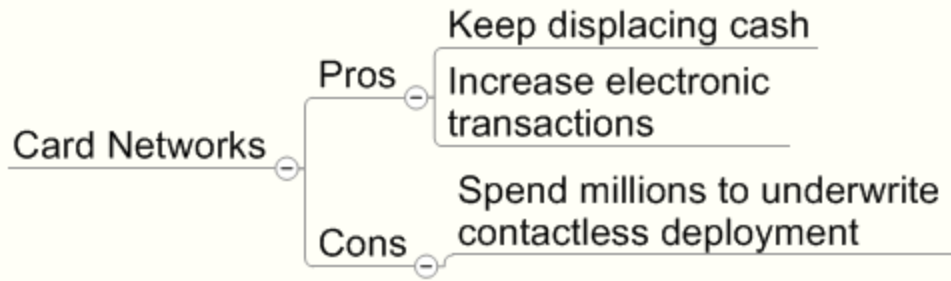 Card Networks
Pros
Keep displacing cash
Increase electronic
transactions
Cons
Spend millions to underwrite
contactless deployment